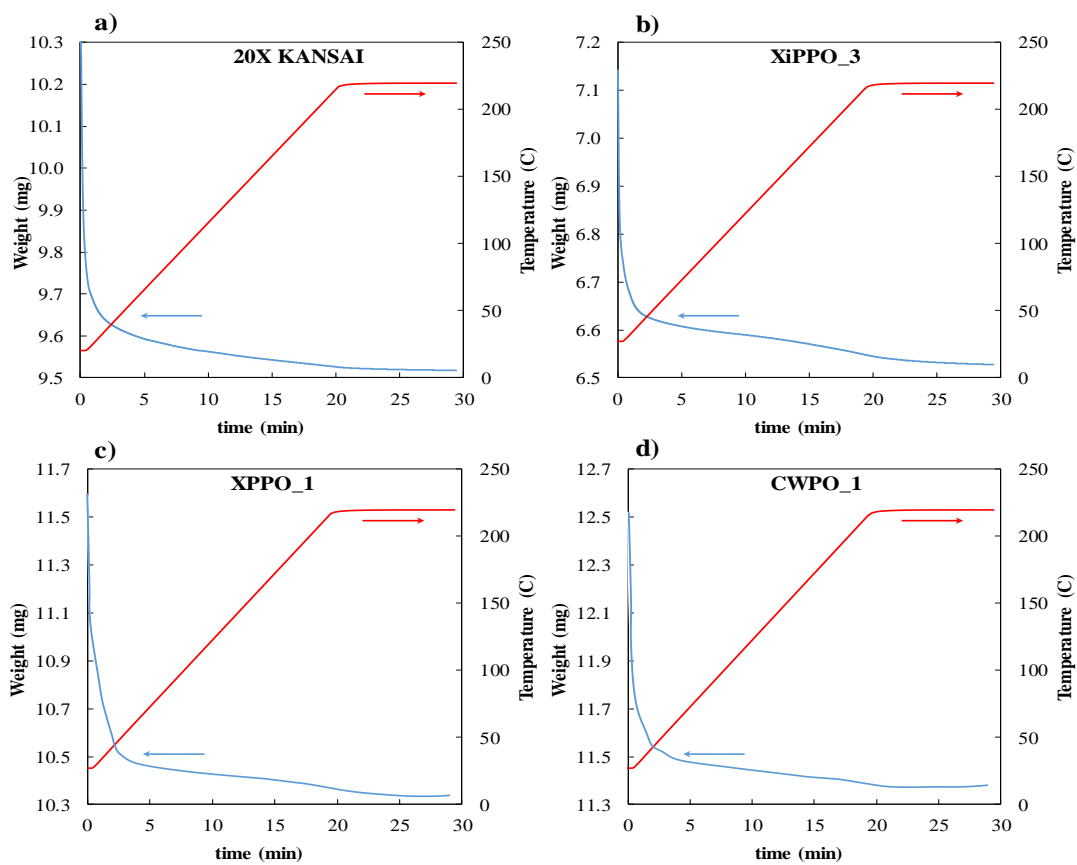 a)
20X KANSAI
10.3
10.2
10.1
10.0
9.9
9.8
9.7
9.6
9.5
Weight (mg)
250
200
150
100
50
0
Temperature (C)
0 5 10 15 20 25 30
time (min)
b)
XiPPO_3
7.2
7.1
7.0
6.9
6.8
6.7
6.6
6.5
Weight (mg)
250
200
150
100
50
0
Temperature (C)
0 5 10 15 20 25 30
time (min)
c)
XPPO_1
11.7
11.5
11.3
11.1
10.9
10.7
10.5
10.3
Weight (mg)
250
200
150
100
50
0
Temperature (C)
0 5 10 15 20 25 30
time (min)
d)
CWPO_1
12.7
12.5
12.3
12.1
11.9
11.7
11.5
11.3
Weight (mg)
250
200
150
100
50
0
Temperature (C)
0 5 10 15 20 25 30
time (min)